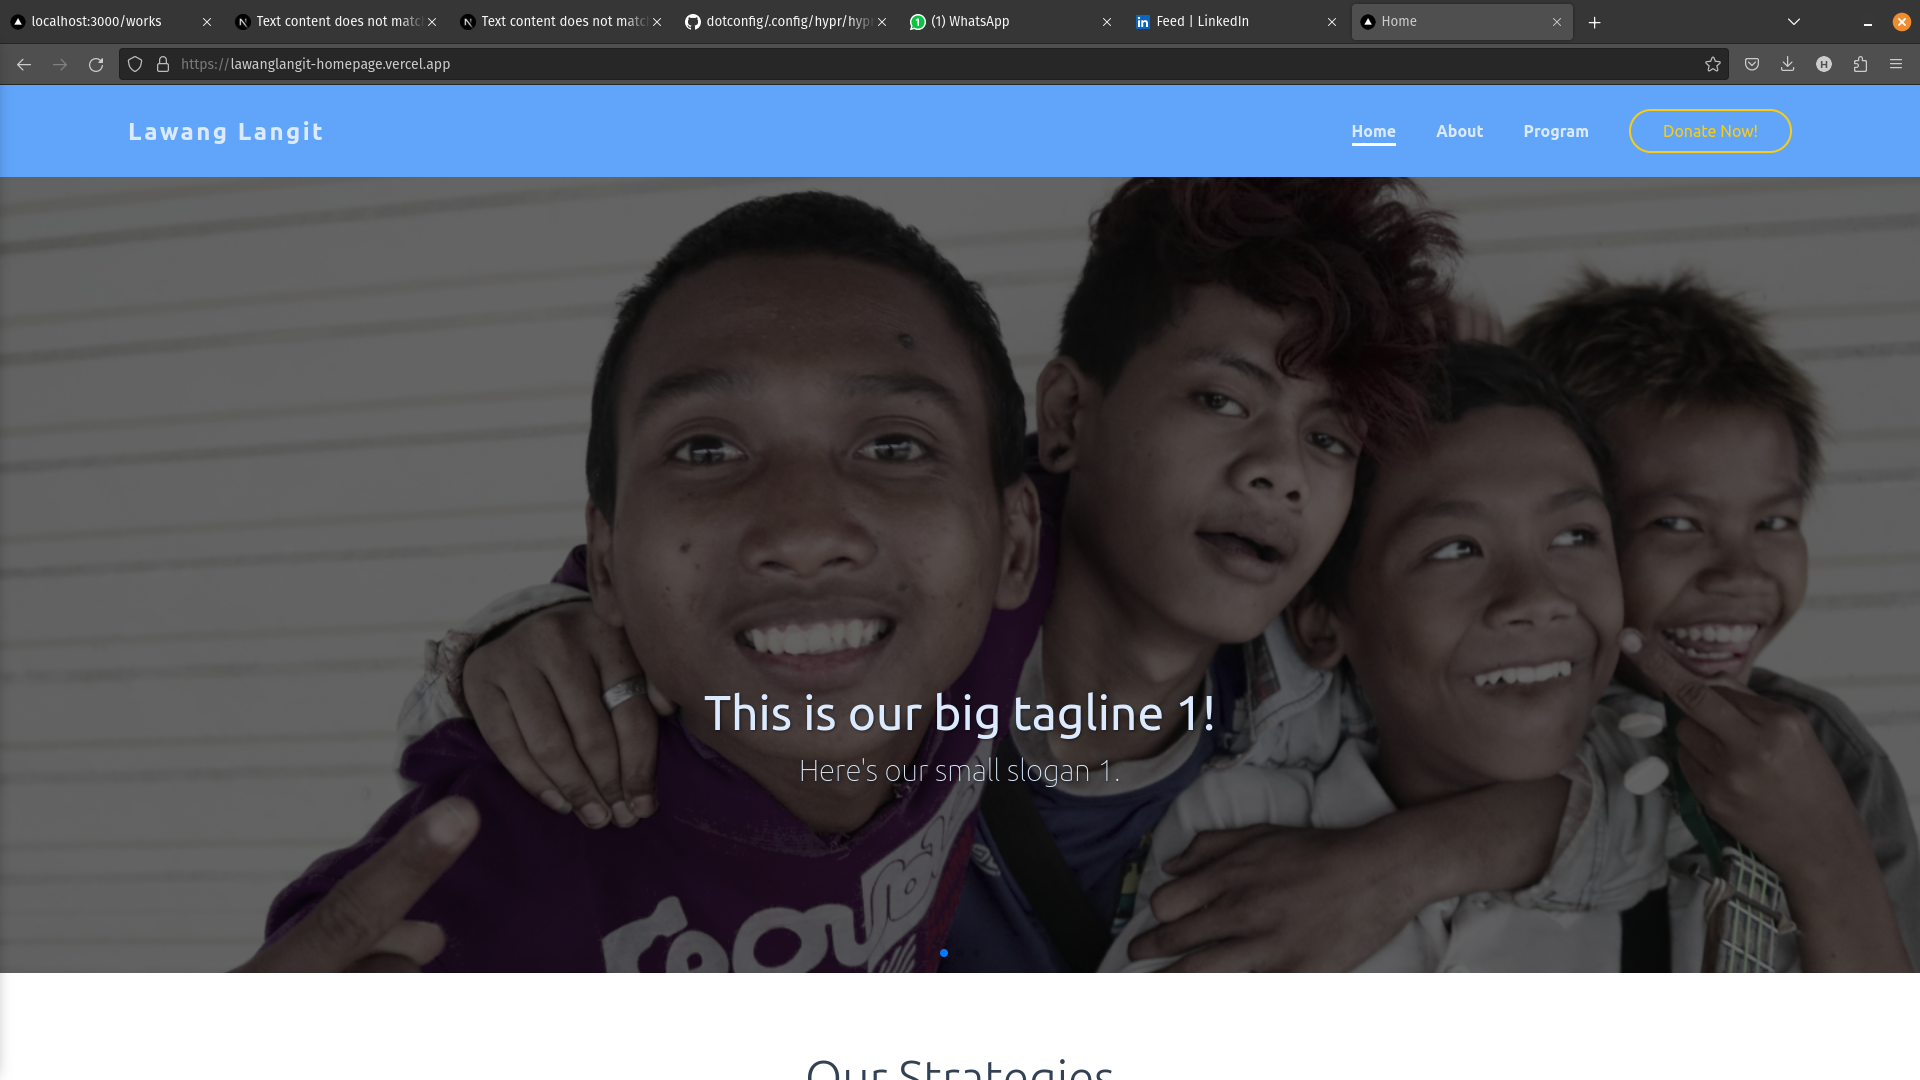 localhost:3000/works
Text content does not matc
Text content does not matc
dotconfig/.config/hypr/hyp
(1) WhatsApp
Feed | LinkedIn
Home
https://lawanglangit-homepage.vercel.app
Lawang Langit
Home
About
Program
Donate Now!
This is our big tagline 1!
Here's our small slogan 1.
Our Strategies